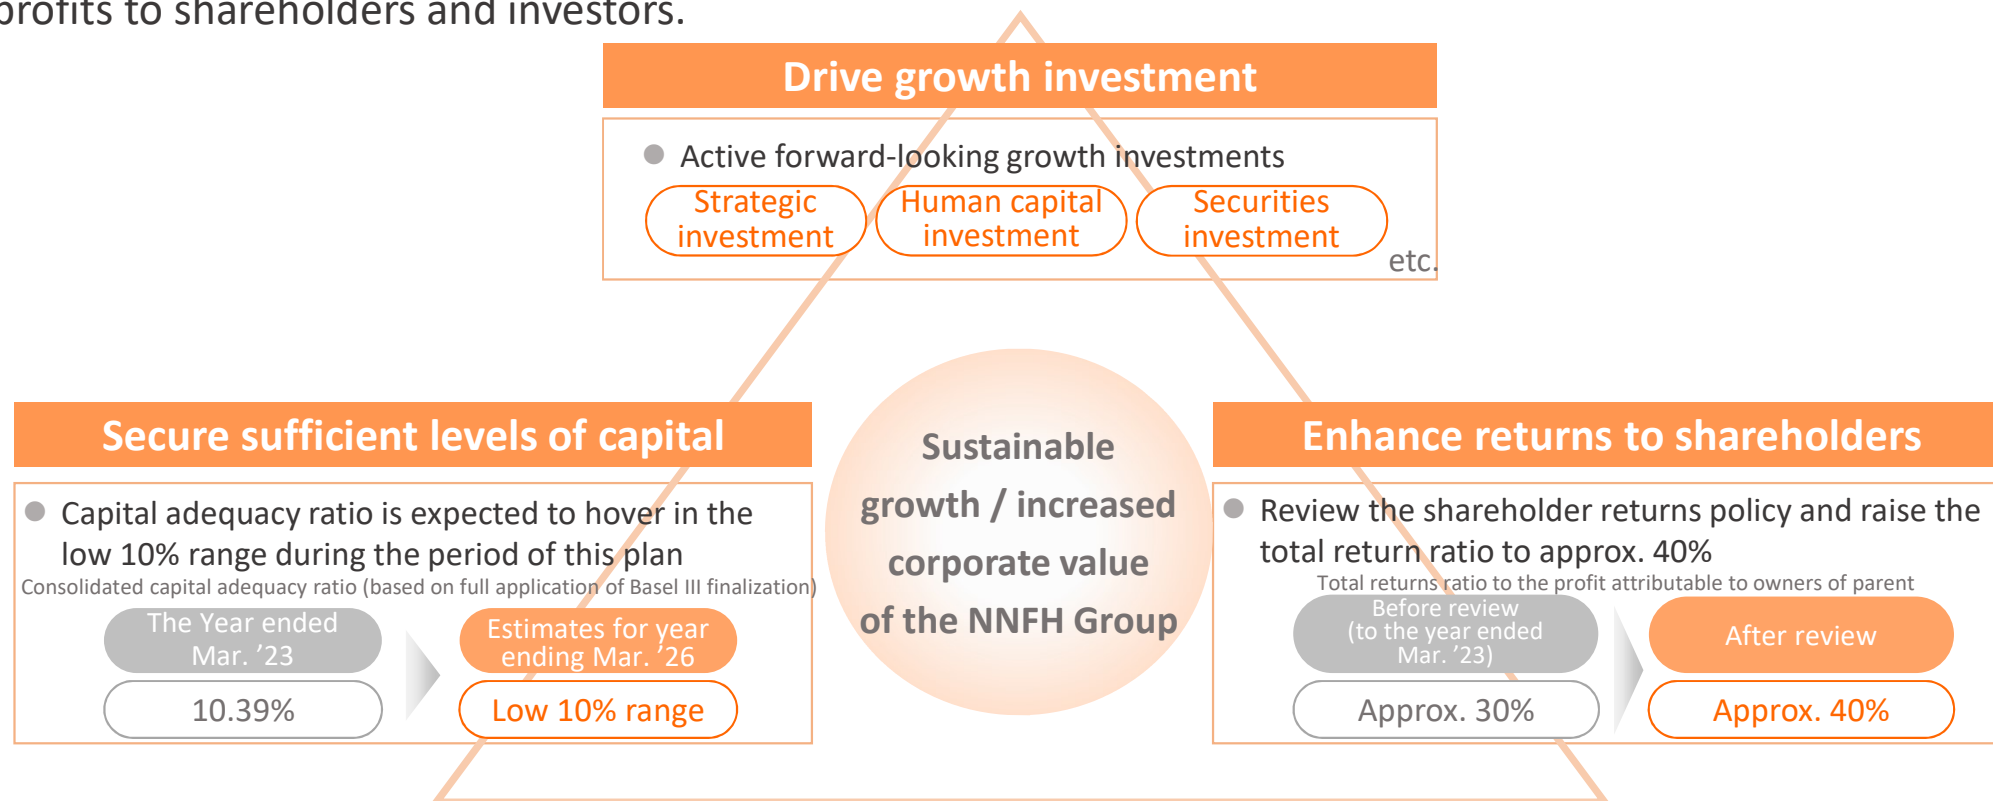 profits to shareholders and investors.
Drive growth investment
● Active forward-looking growth investments
Strategic
investment
Human capital
investment
Securities
investment
etc.
Secure sufficient levels of capital
● Capital adequacy ratio is expected to hover in the
low 10% range during the period of this plan
Consolidated capital adequacy ratio (based on full application of Basel III finalization)
The Year ended
Mar. ’23
Estimates for year
ending Mar. ’26
10.39%
Low 10% range
Sustainable
growth / increased
corporate value
of the NNFH Group
Enhance returns to shareholders
● Review the shareholder returns policy and raise the
total return ratio to approx. 40%
Total returns ratio to the profit attributable to owners of parent
Before review
(to the year ended
Mar. ’23)
After review
Approx. 30%
Approx. 40%